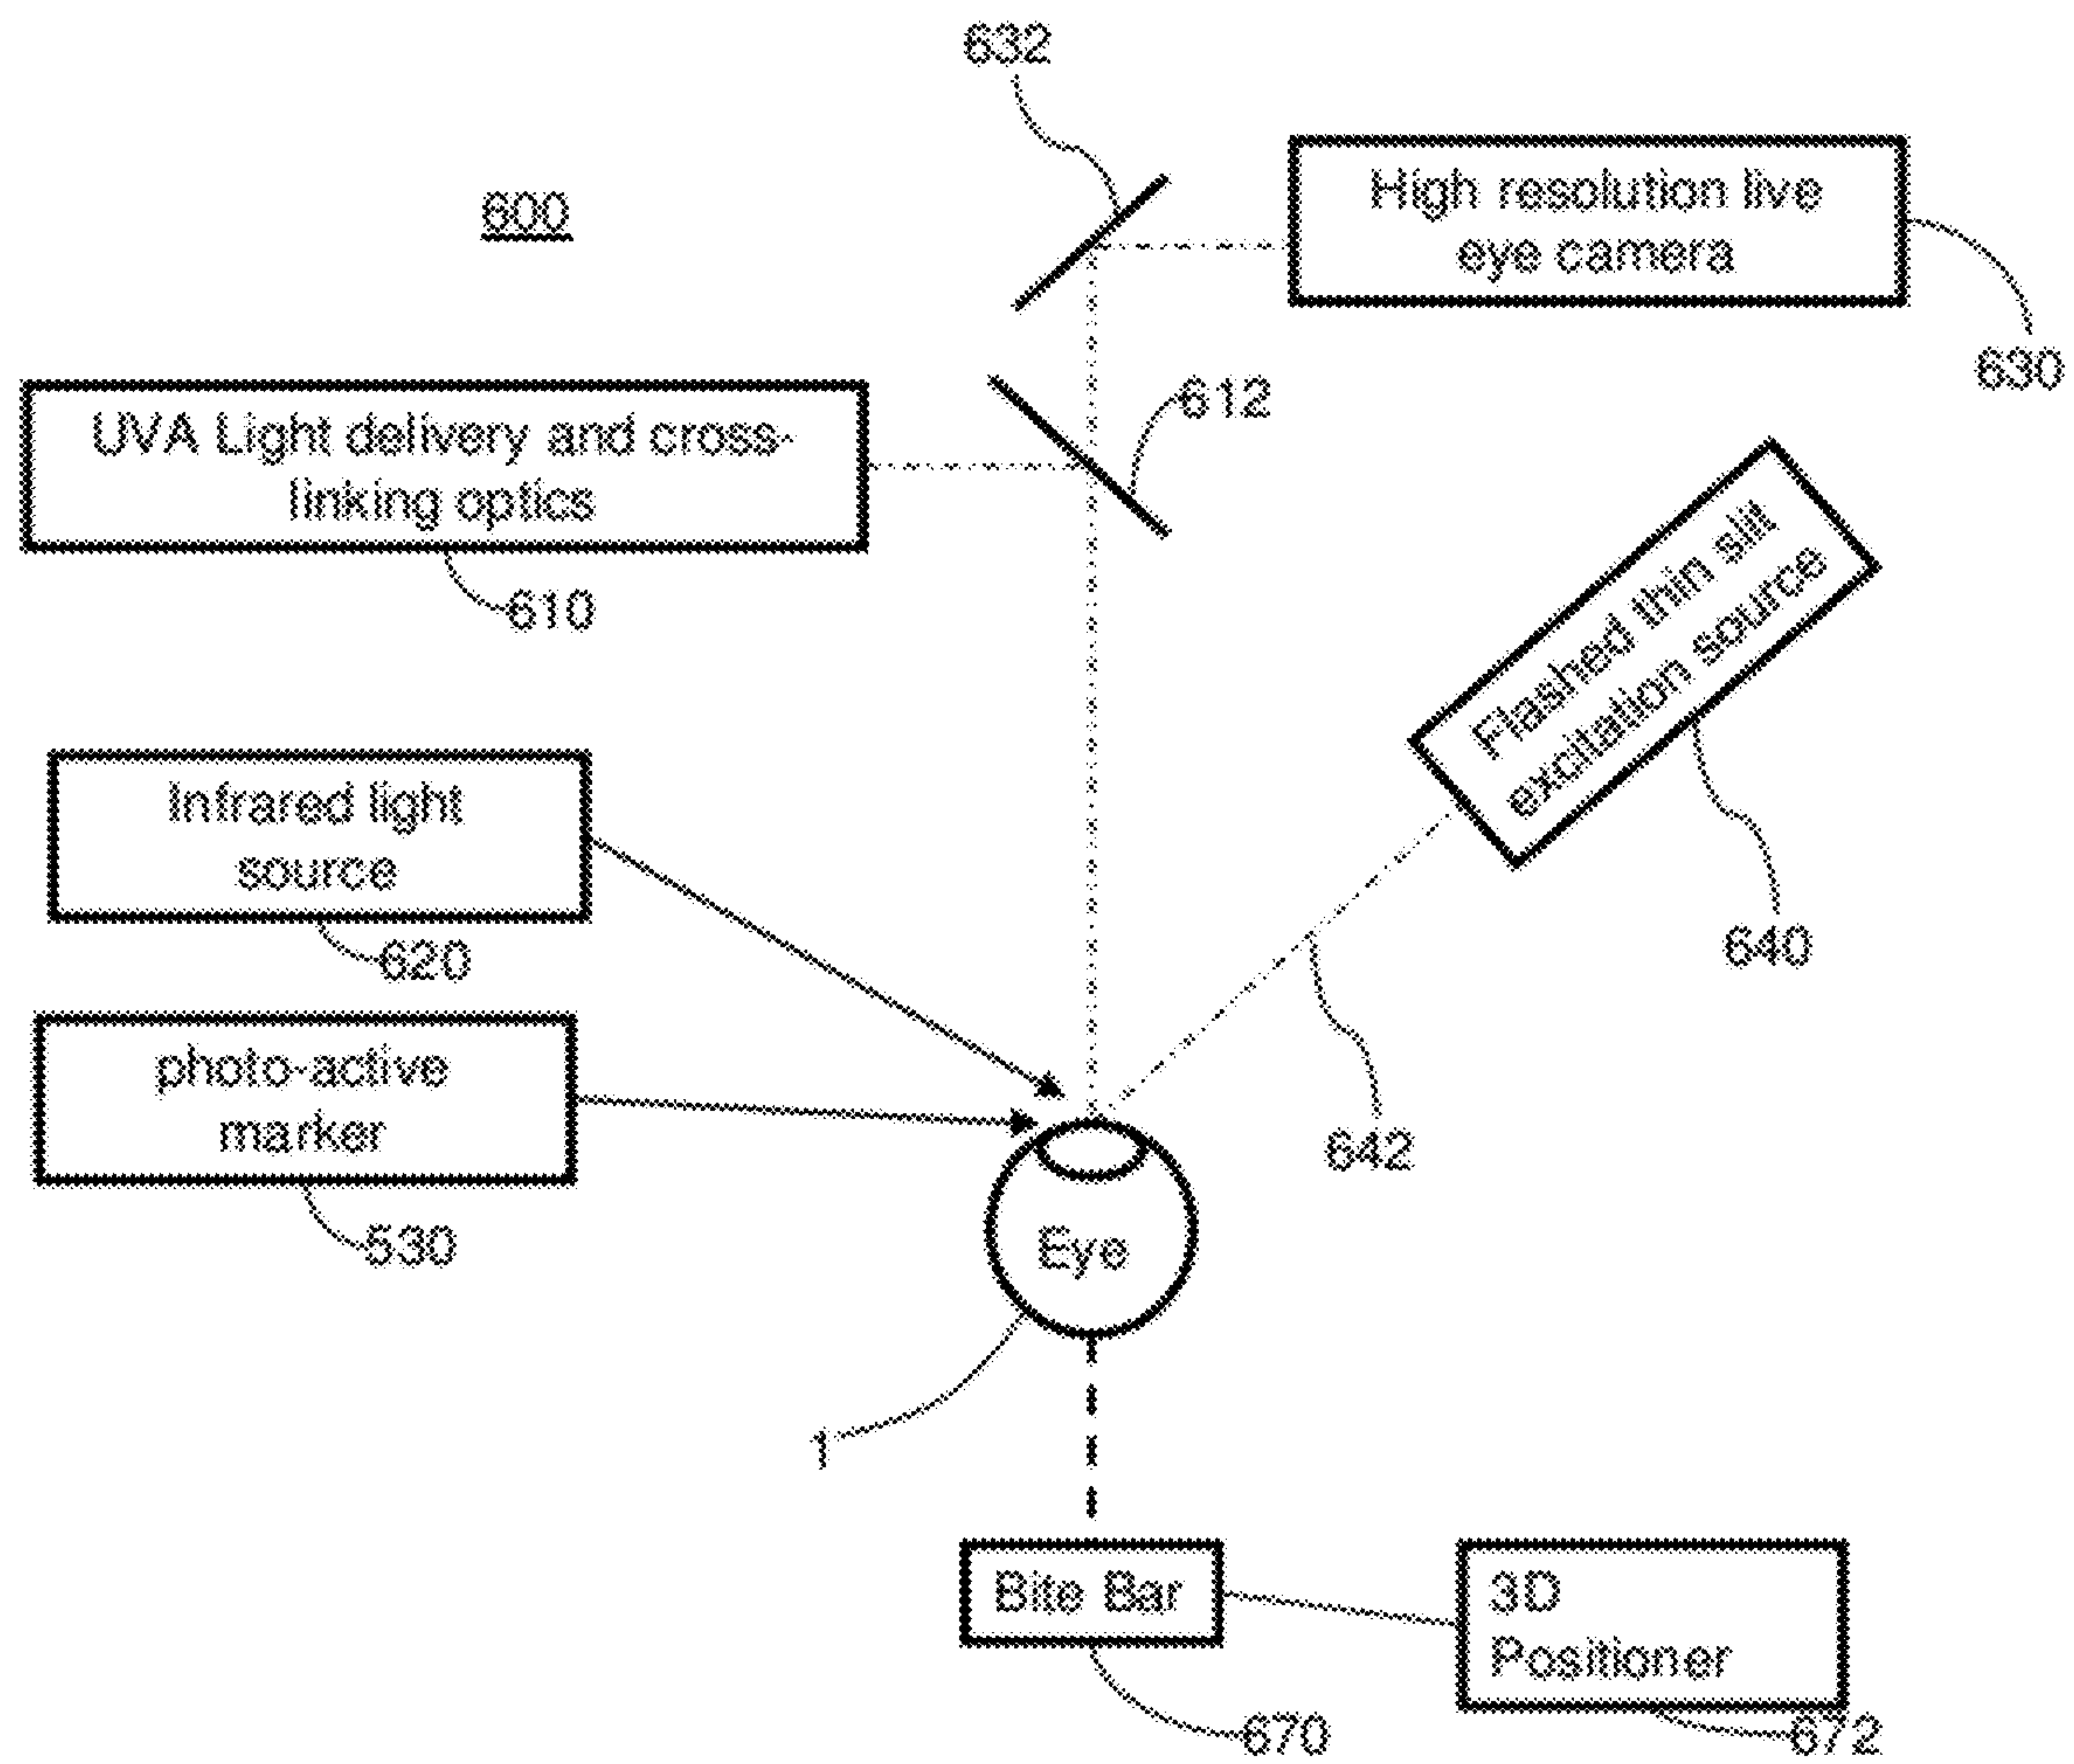 632
600
High resolution live
eye camera
630
612
UVA Light delivery and cross-
linking optics
610
Flashed thin slit
excitation source
640
Infrared light
source
620
photo-active
marker
530
642
Eye
1
Bite Bar
670
3D
Positioner
672